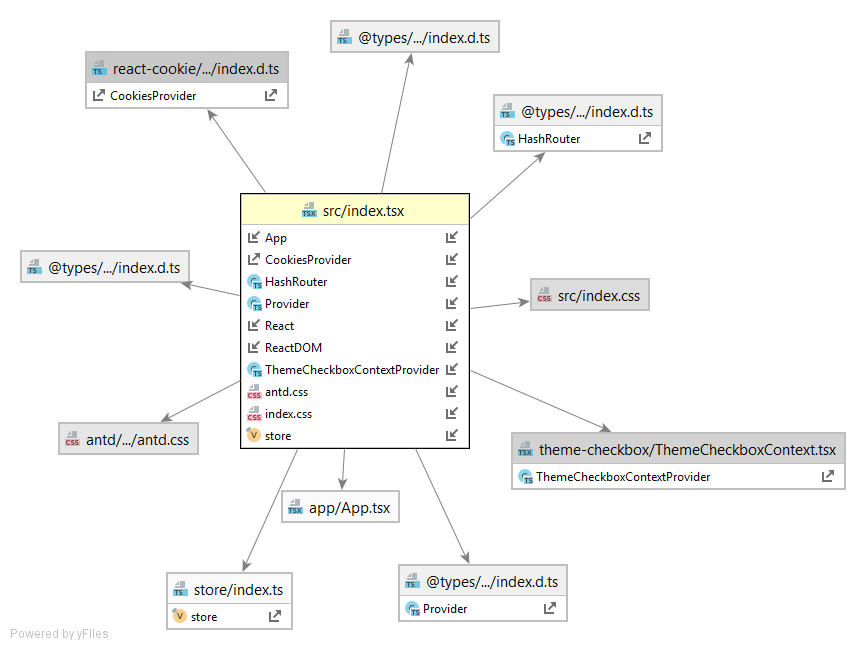 @types/.../index.d.ts
react-cookie/.../index.d.ts
CookiesProvider
@types/.../index.d.ts
HashRouter
src/index.tsx
App
CookiesProvider
HashRouter
Provider
React
ReactDOM
ThemeCheckboxContextProvider
antd.css
index.css
store
@types/.../index.d.ts
src/index.css
antd/.../antd.css
theme-checkbox/ThemeCheckboxContext.tsx
ThemeCheckboxContextProvider
app/App.tsx
store/index.ts
store
@types/.../index.d.ts
Provider
Powered by yFiles